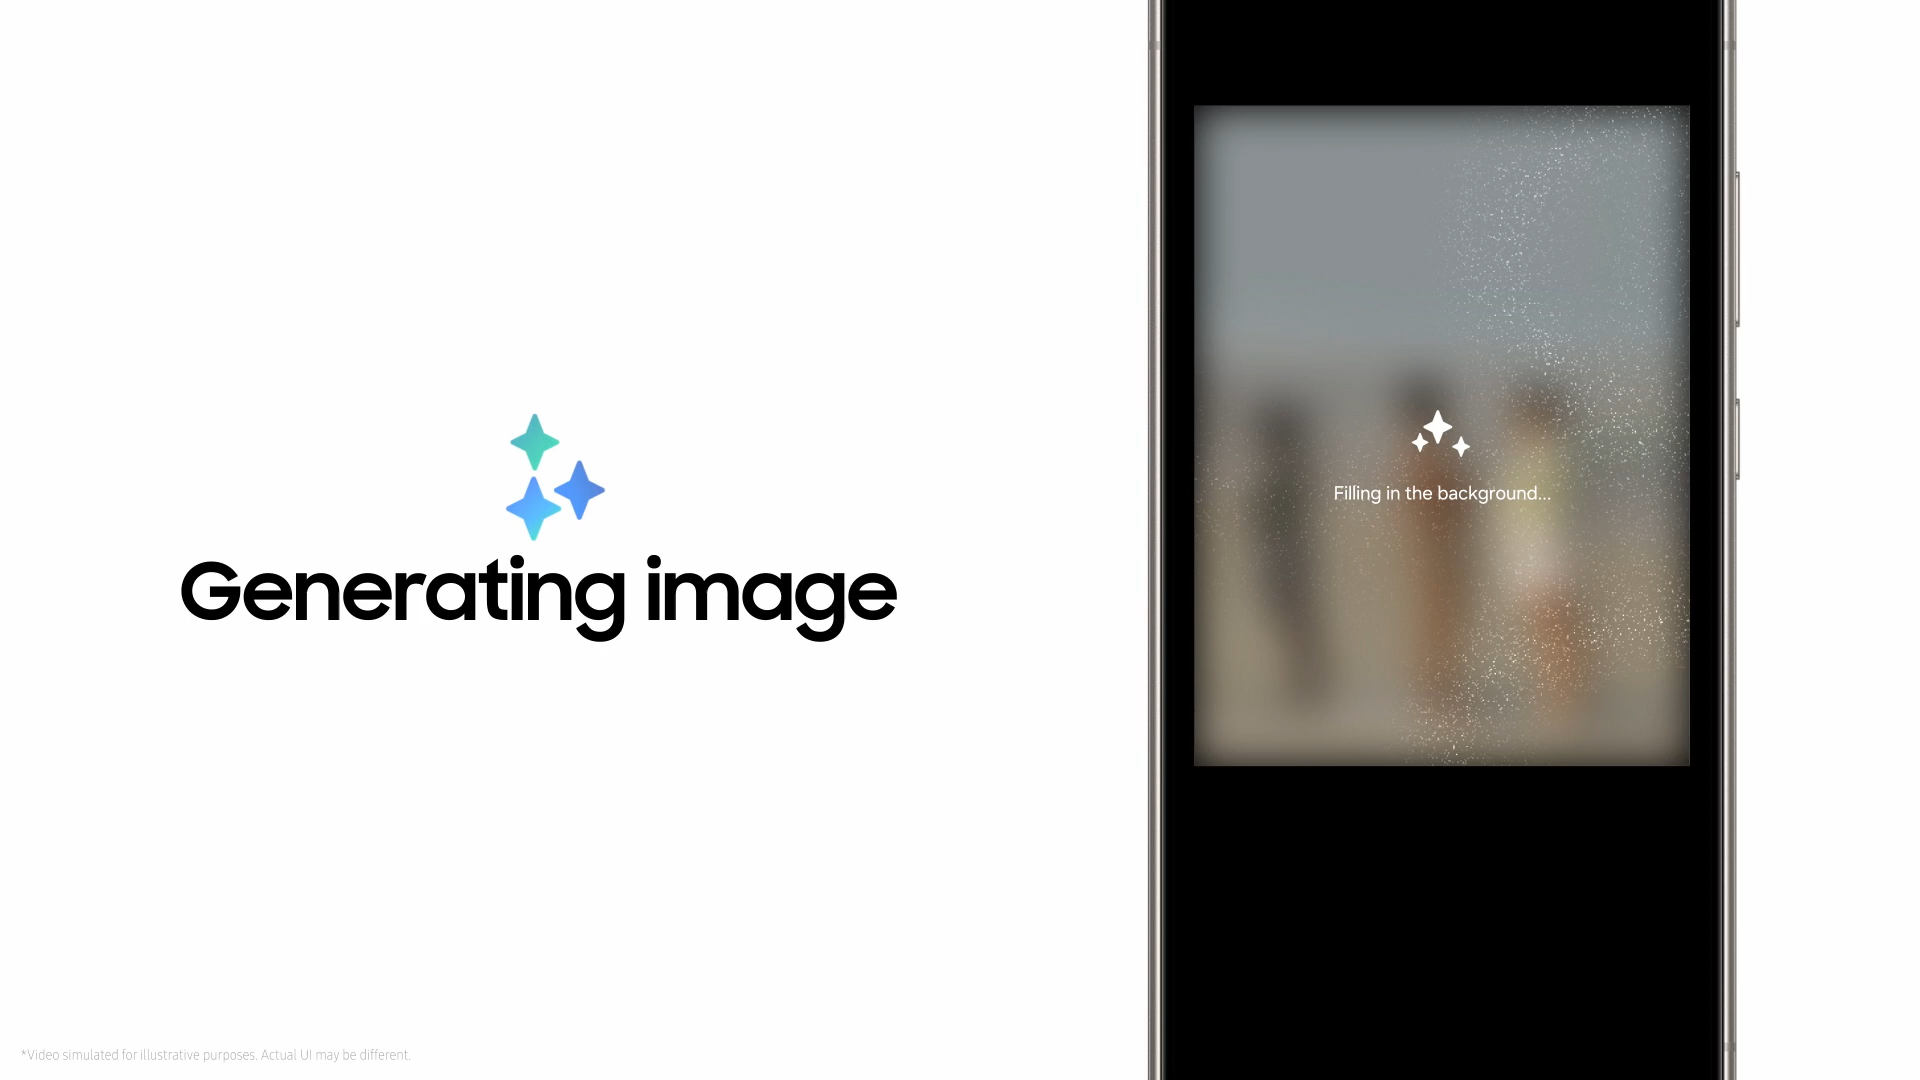 Generating image
Filling in the background...
*Video simulated for illustrative purposes. Actual UI may be different.